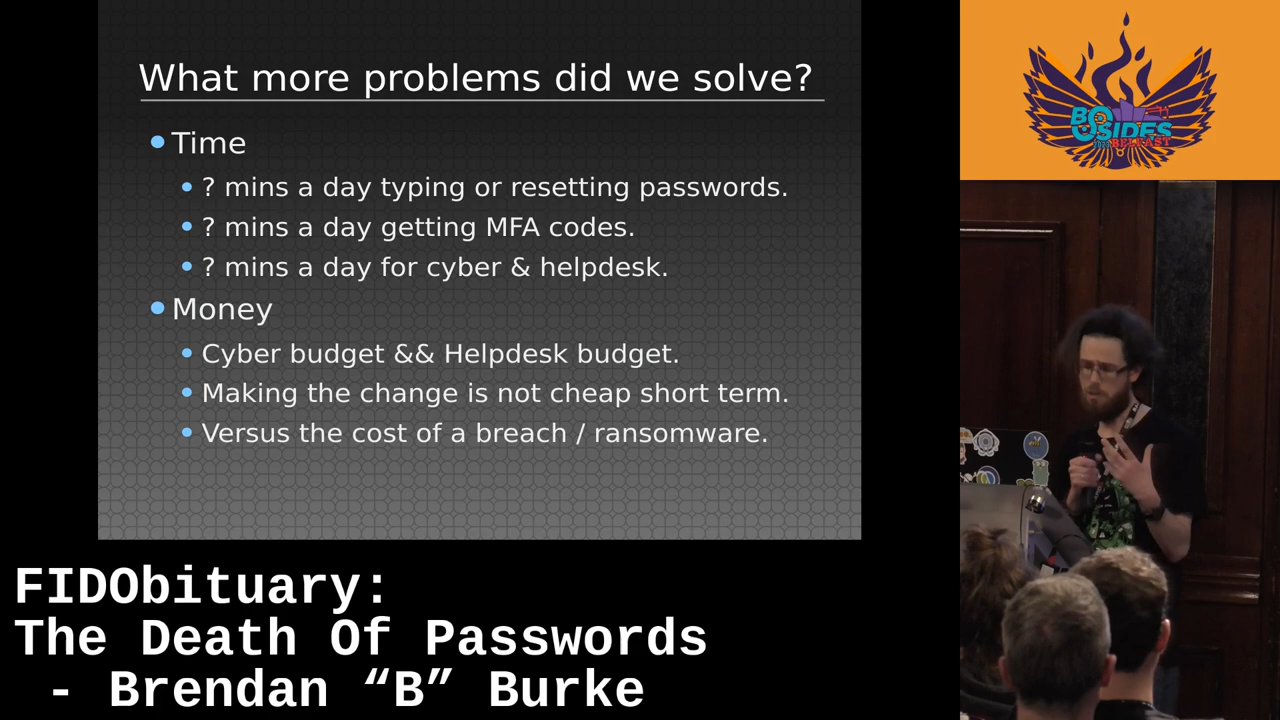 What more problems did we solve?
Time
? mins a day typing or resetting passwords.
? mins a day getting MFA codes.
? mins a day for cyber & helpdesk.
Money
Cyber budget && Helpdesk budget.
Making the change is not cheap short term.
Versus the cost of a breach / ransomware.
BSIDES
BELFAST
FIDObituary:
The Death Of Passwords
- Brendan “B” Burke